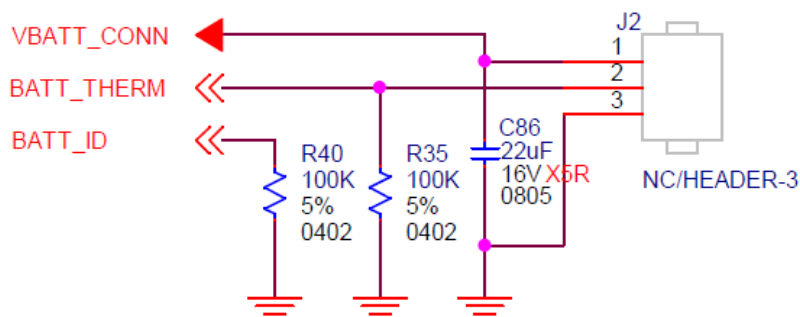 J2
VBATT_CONN
1
BATT_THERM
2
3
BATT_ID
C86
22uF
16V X5R
0805
R40
100K
5%
0402
R35
100K
5%
0402
NC/HEADER-3